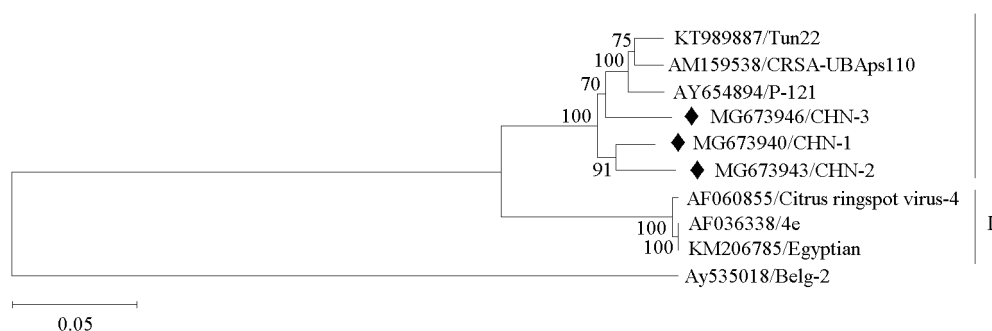 75
KT989887/Tun22
100
AM159538/CRSA-UBAps110
70
AY654894/P-121
100
MG673946/CHN-3
MG673940/CHN-1
91
MG673943/CHN-2
AF060855/Citrus ringspot virus-4
100
AF036338/4e
100
KM206785/Egyptian
Ay535018/Belg-2
0.05